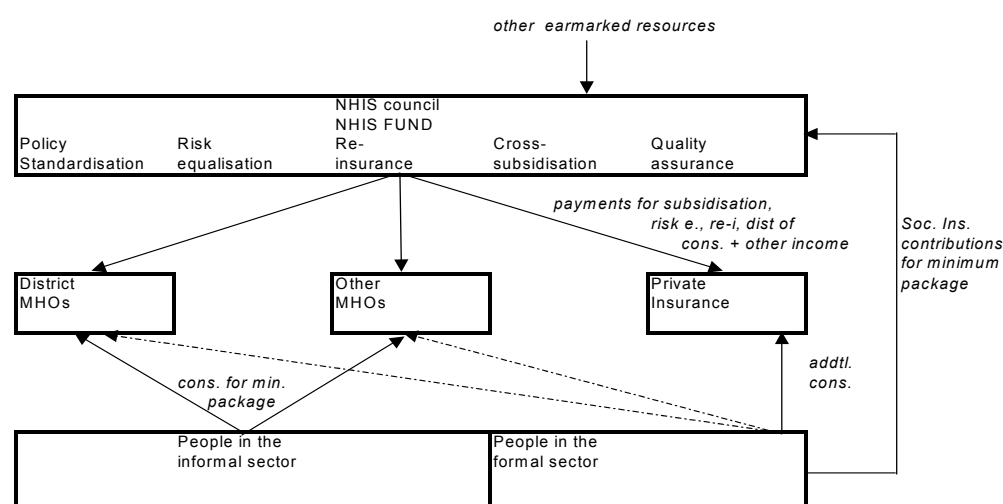 other earmarked resources
NHIS council
NHIS FUND
Policy
Standardisation
Risk
equalisation
Re-
insurance
Cross-
subsidisation
Quality
assurance
payments for subsidisation,
risk e., re-i, dist of
cons. + other income
Soc. Ins.
contributions
for minimum
package
District
MHOs
Other
MHOs
Private
Insurance
cons. for min.
package
addtl.
cons.
People in the
informal sector
People in the
formal sector